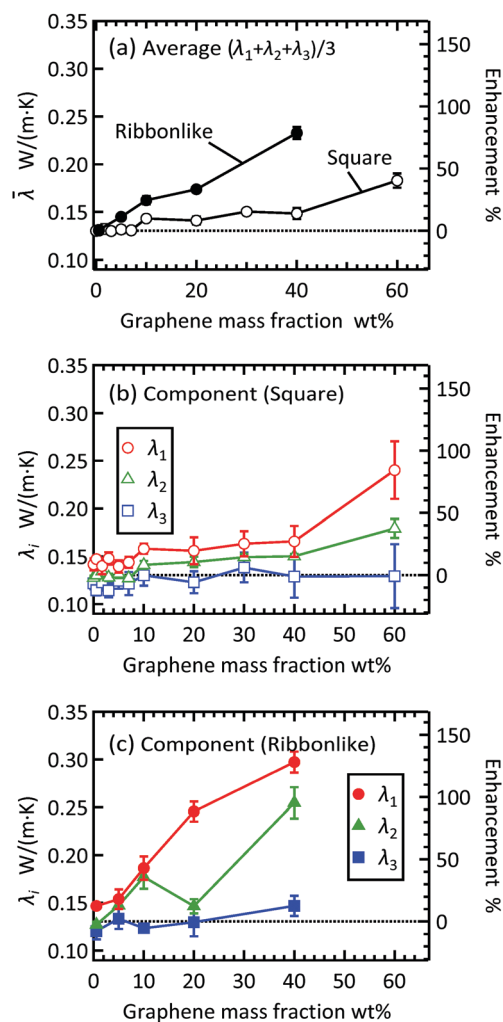 (a) Average (λ1+λ2+λ3)/3
Ribbonlike
Square
0.35
0.30
0.25
0.20
0.15
0.10
λ̄ W/(m·K)
150
100
50
0
Enhancement %
0 10 20 30 40 50 60
Graphene mass fraction wt%
(b) Component (Square)
λ1
λ2
λ3
0.35
0.30
0.25
0.20
0.15
0.10
λi W/(m·K)
150
100
50
0
Enhancement %
0 10 20 30 40 50 60
Graphene mass fraction wt%
(c) Component (Ribbonlike)
λ1
λ2
λ3
0.35
0.30
0.25
0.20
0.15
0.10
λi W/(m·K)
150
100
50
0
Enhancement %
0 10 20 30 40 50 60
Graphene mass fraction wt%